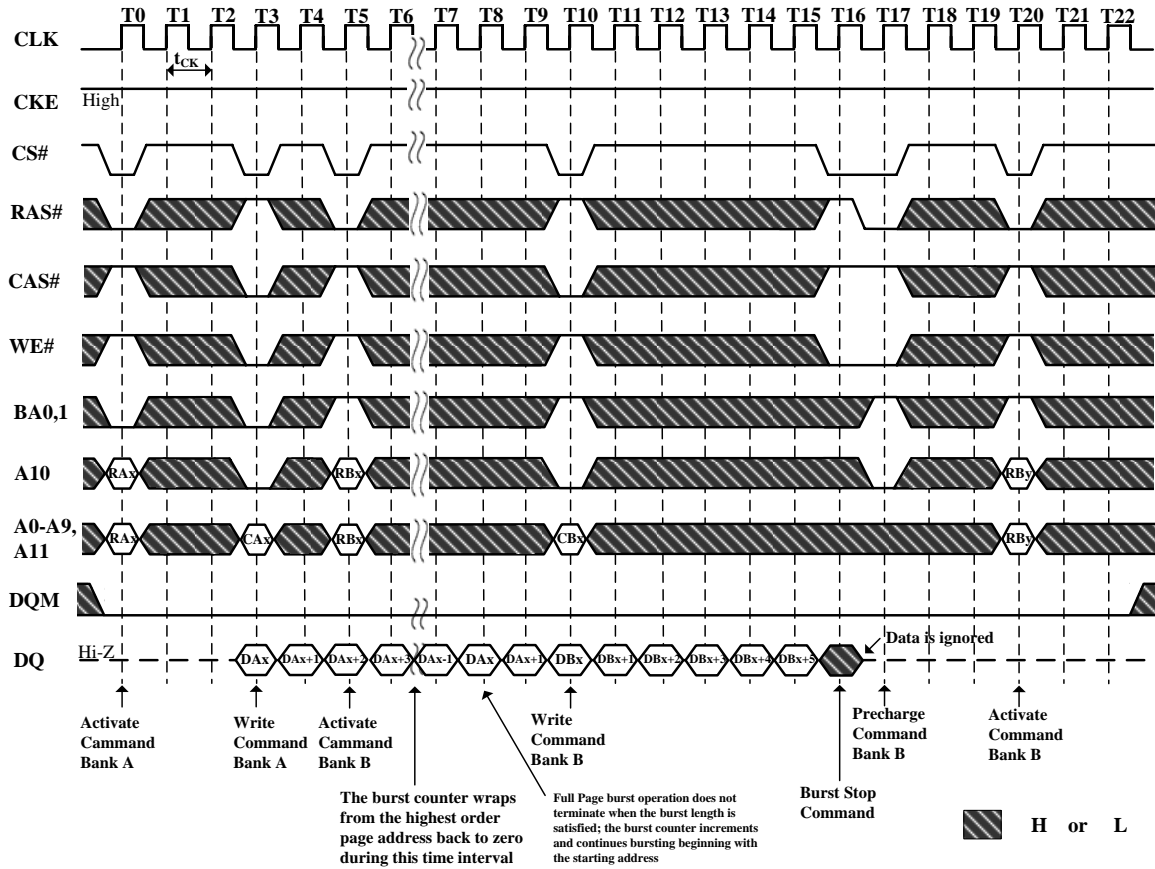 T0 T1 T2 T3 T4 T5 T6 T7 T8 T9 T10 T11 T12 T13 T14 T15 T16 T17 T18 T19 T20 T21 T22
CLK
tCK
CKE High
CS#
RAS#
CAS#
WE#
BA0,1
A10 RAx RBx RBy
A0-A9,
A11 RAx CAx RBx CBx RBy
DQM
DQ Hi-Z DAx DAx+1 DAx+2 DAx+3 DAx-1 DAx DAx+1 DBx DBx+1 DBx+2 DBx+3 DBx+4 DBx+5
Data is ignored
Activate
Cammand
Bank A
Write
Command
Bank A
Activate
Cammand
Bank B
Write
Command
Bank B
Precharge
Command
Bank B
Activate
Command
Bank B
The burst counter wraps
from the highest order
page address back to zero
during this time interval
Full Page burst operation does not
terminate when the burst length is
satisfied; the burst counter increments
and continues bursting beginning with
the starting address
Burst Stop
Command
H or L